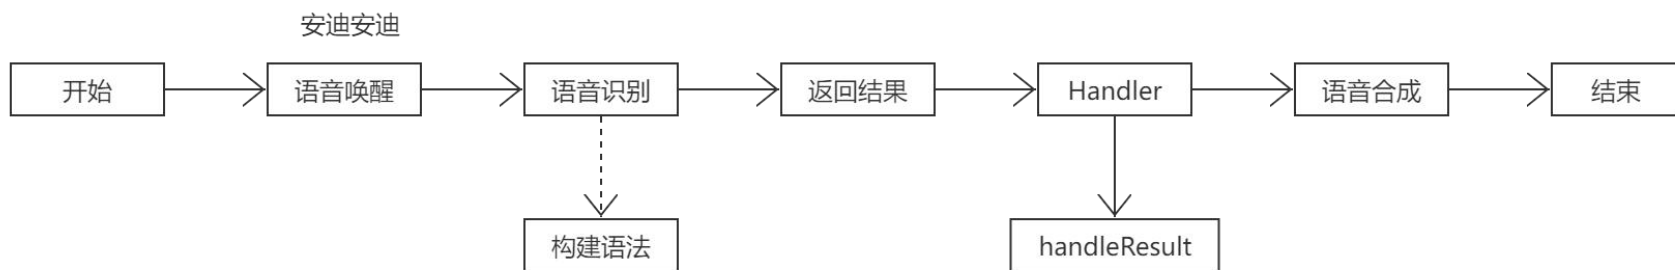 安迪安迪
开始
语音唤醒
语音识别
返回结果
Handler
语音合成
结束
构建语法
handleResult